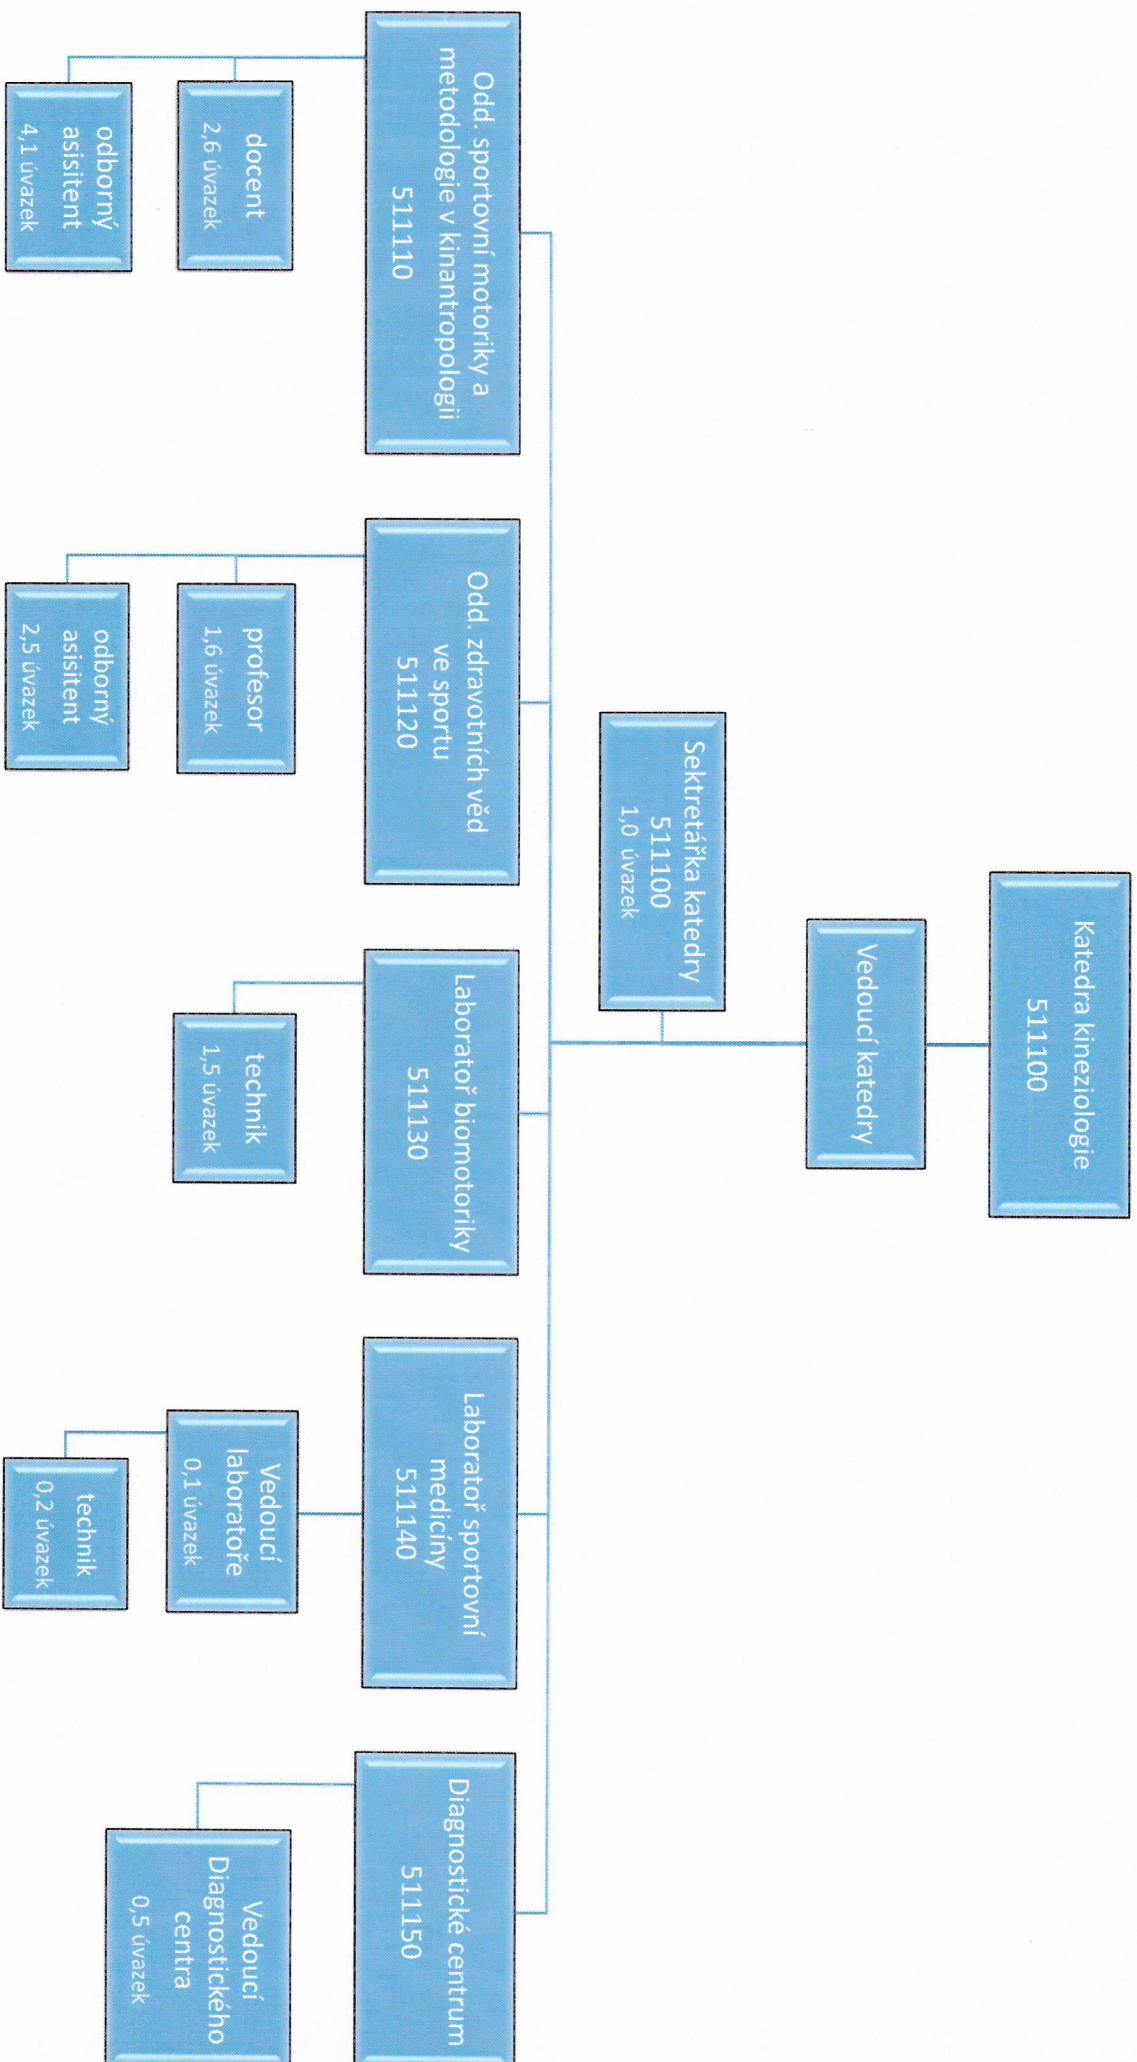 Katedra kineziologie
511100
Vedoucí katedry
Sektretářka katedry
511100
1,0 úvazek
Odd. sportovní motoriky a
metodologie v kinantropologii
511110
docent
2,6 úvazek
odborný
asisitent
4,1 úvazek
Odd. zdravotních věd
ve sportu
511120
profesor
1,6 úvazek
odborný
asisitent
2,5 úvazek
Laboratoř biomotoriky
511130
technik
1,5 úvazek
Laboratoř sportovní
medicíny
511140
Vedoucí
laboratoře
0,1 úvazek
technik
0,2 úvazek
Diagnostické centrum
511150
Vedoucí
Diagnostického
centra
0,5 úvazek